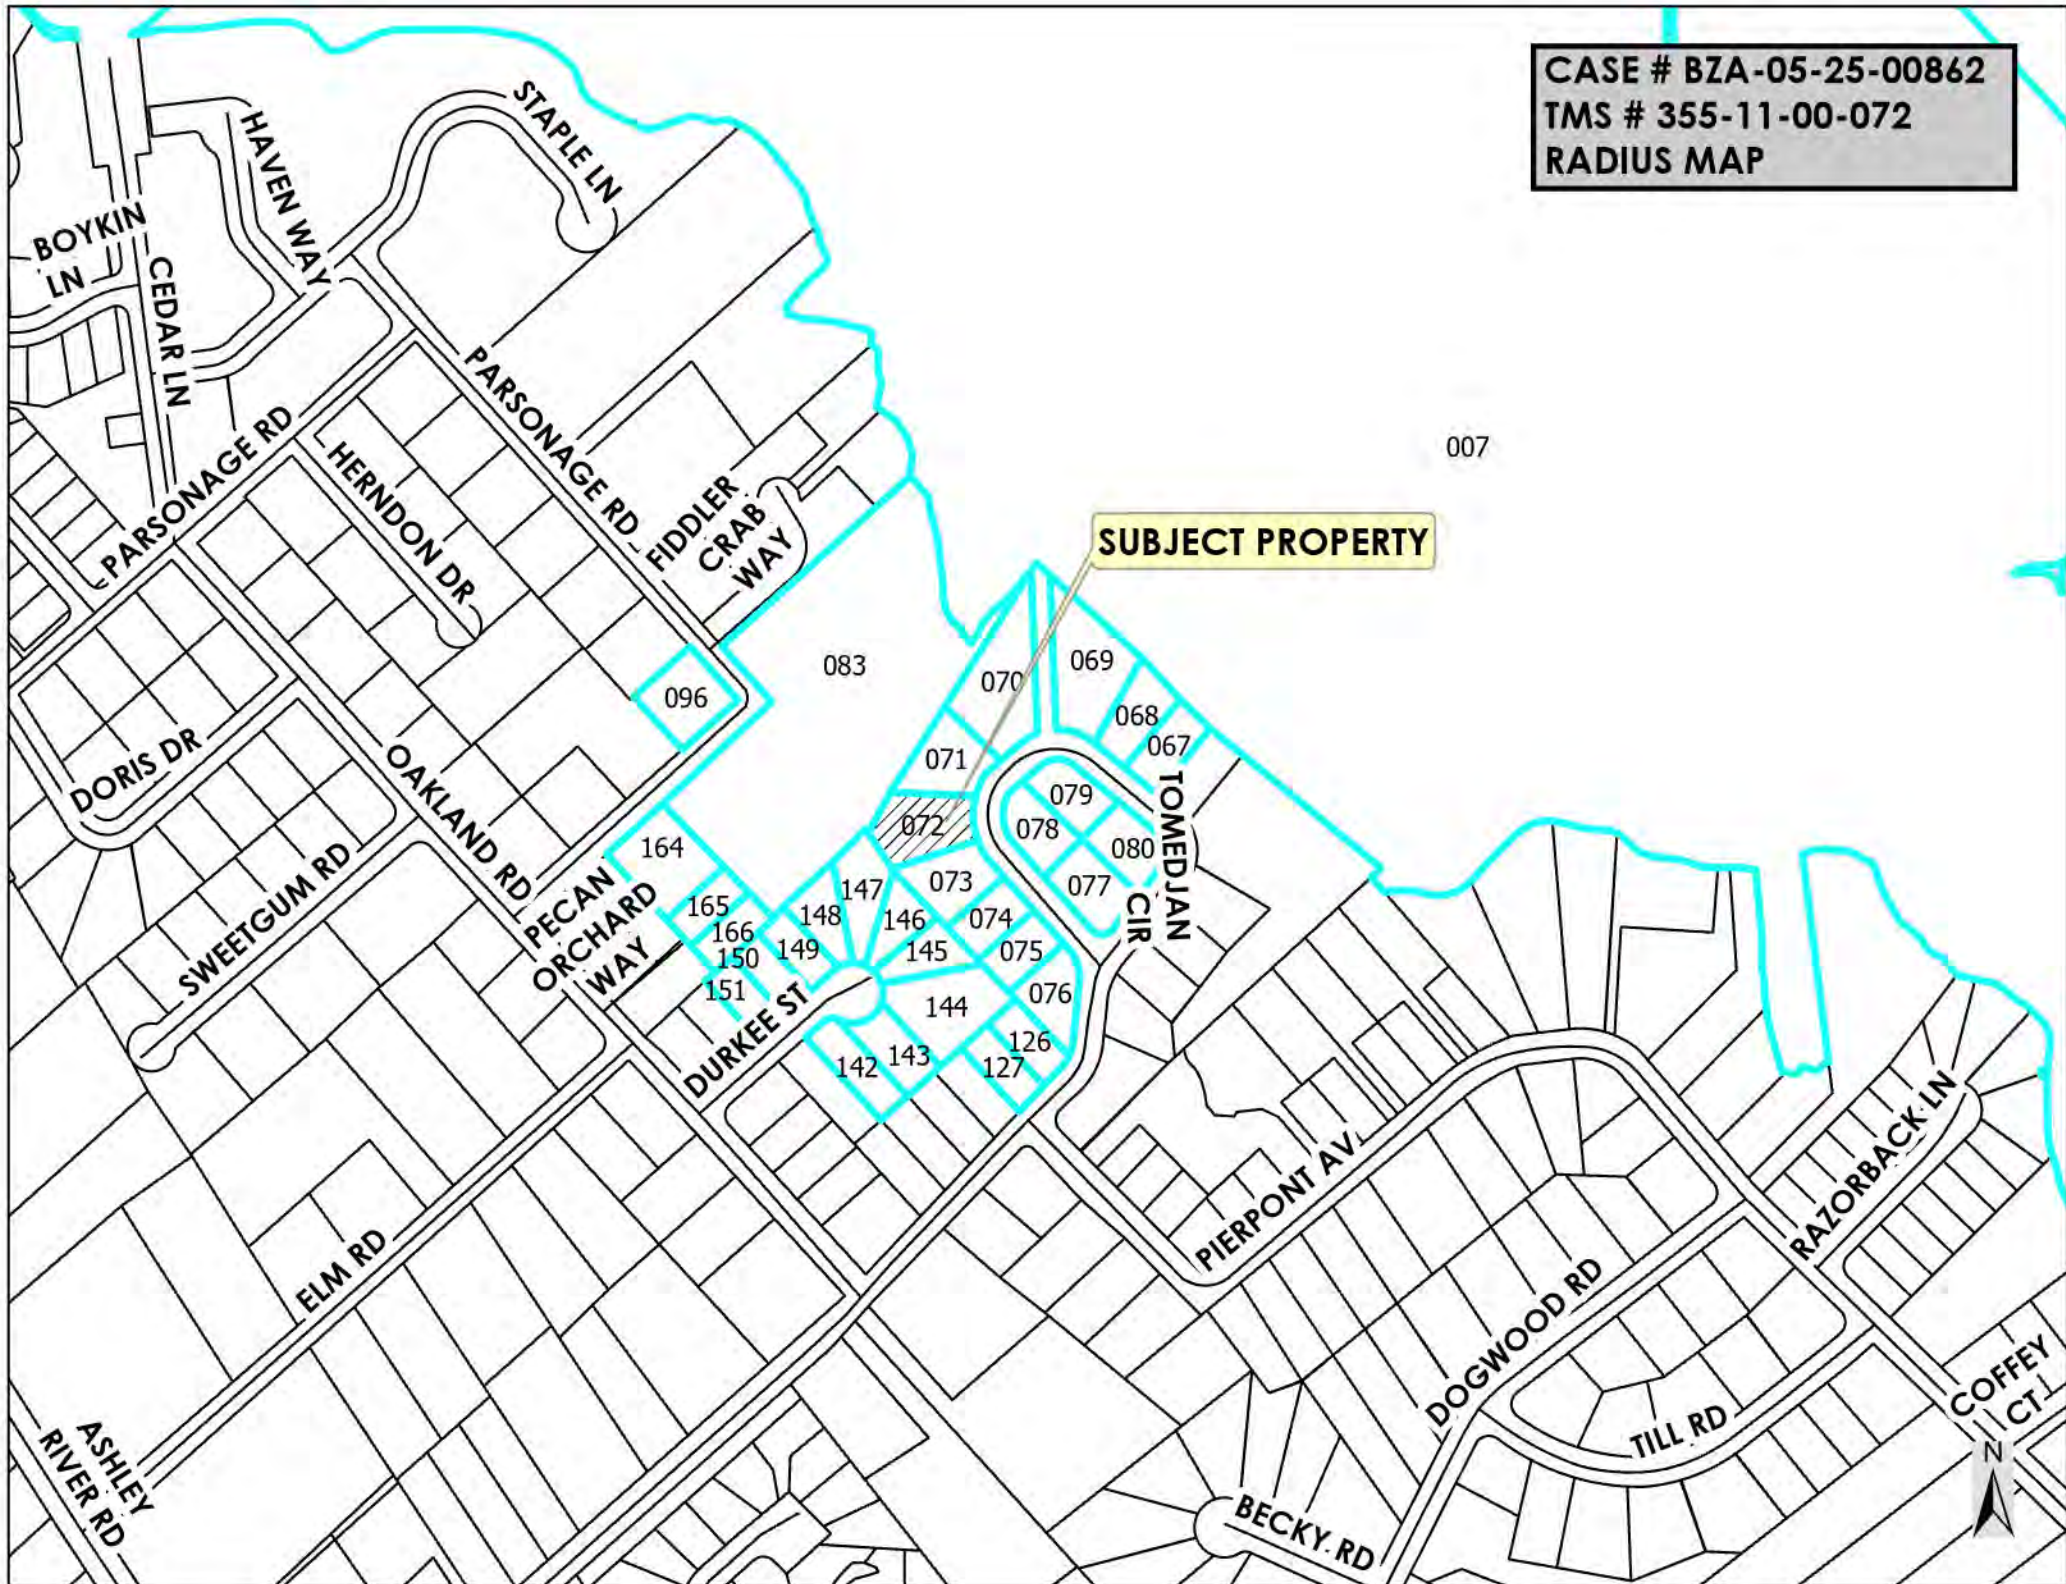 CASE # BZA-05-25-00862
TMS # 355-11-00-072
RADIUS MAP
STAPLE LN
HAVEN WAY
BOYKIN
LN
CEDAR LN
PARSONAGE RD
PARSONAGE RD
HERNDON DR
FIDDLER
CRAB
WAY
007
SUBJECT PROPERTY
083
096
070
069
068
067
071
072
079
078
080
077
TOMEDJAN
CIR
DORIS DR
OAKLAND RD
SWEETGUM RD
PECAN
ORCHARD
WAY
164
165
166
150
151
149
148
147
146
145
144
143
142
073
074
075
076
126
127
DURKEE ST
ELM RD
PIERPONT AV
RAZORBACK LN
DOGWOOD RD
TILL RD
COFFEY
CT
ASHLEY
RIVER RD
BECKY RD
N